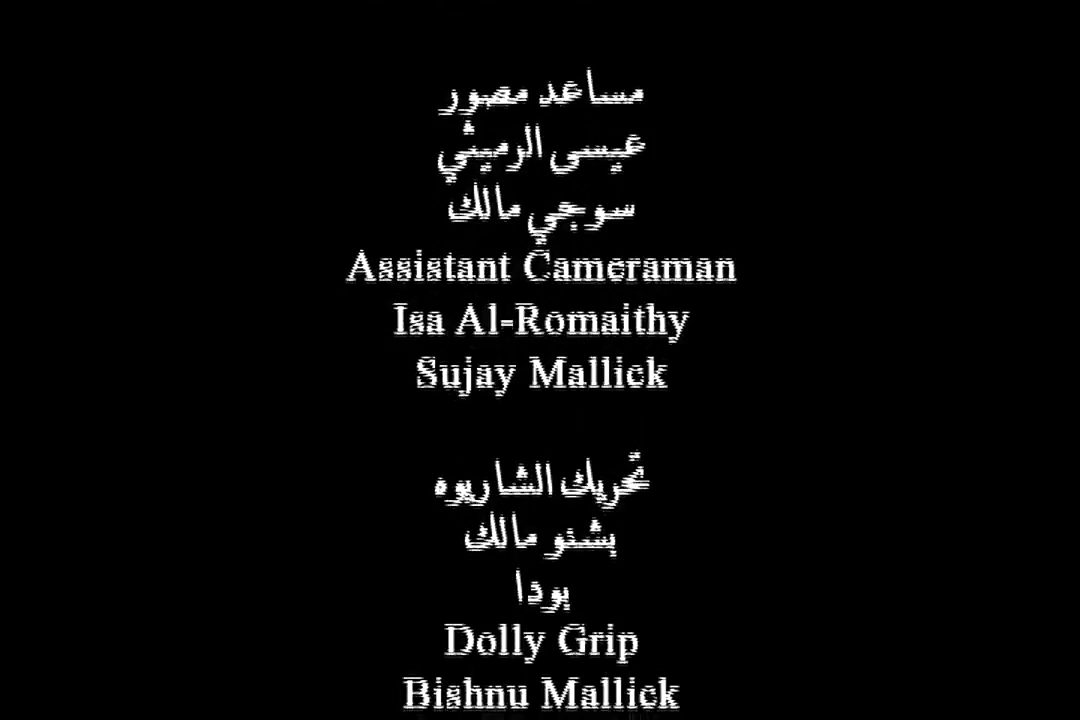 مساعد مصور
عيسى الرميثي
سوجي مالك
Assistant Cameraman
Isa Al-Romaithy
Sujay Mallick
تحريك الشاريوه
بشنو مالك
بودا
Dolly Grip
Bishnu Mallick